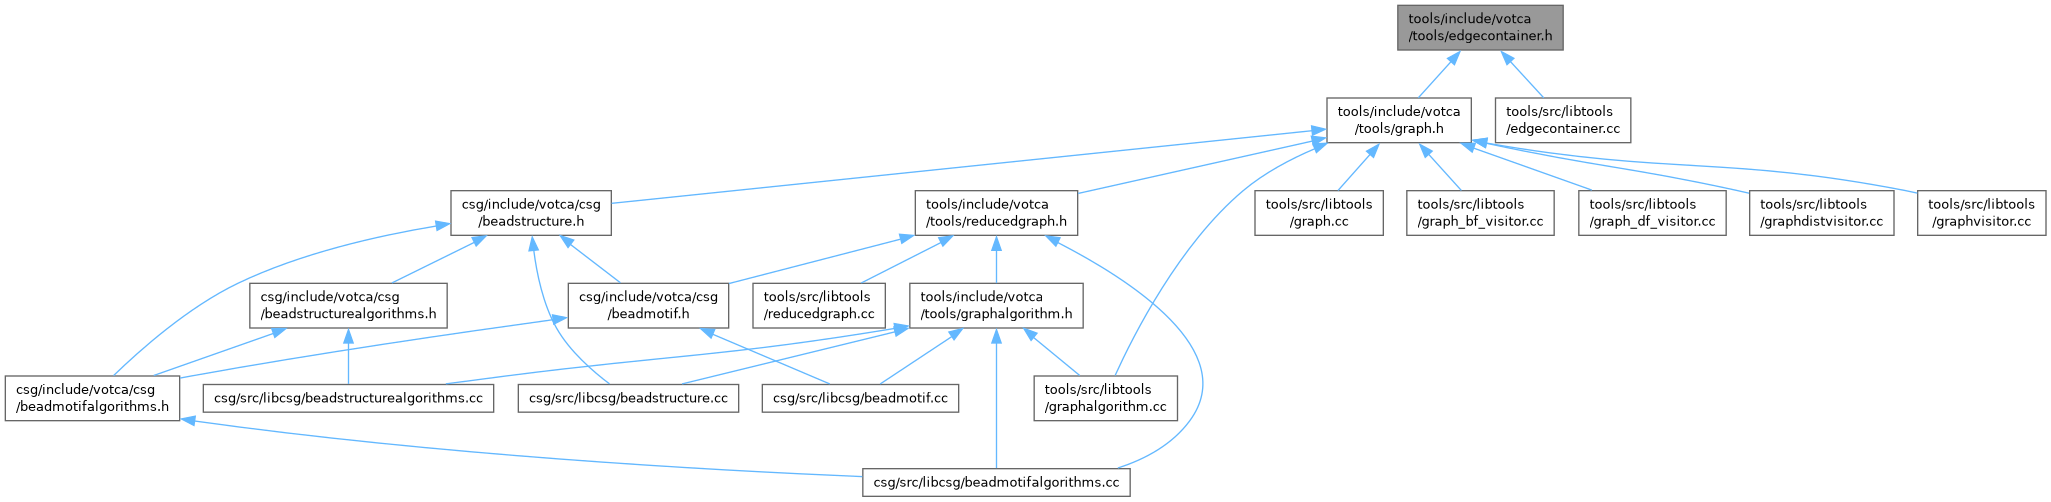 tools/include/votca
/tools/edgecontainer.h
tools/include/votca
/tools/graph.h
tools/src/libtools
/edgecontainer.cc
csg/include/votca/csg
/beadstructure.h
tools/include/votca
/tools/reducedgraph.h
tools/src/libtools
/graph.cc
tools/src/libtools
/graph_bf_visitor.cc
tools/src/libtools
/graph_df_visitor.cc
tools/src/libtools
/graphdistvisitor.cc
tools/src/libtools
/graphvisitor.cc
csg/include/votca/csg
/beadstructurealgorithms.h
csg/include/votca/csg
/beadmotif.h
tools/src/libtools
/reducedgraph.cc
tools/include/votca
/tools/graphalgorithm.h
csg/include/votca/csg
/beadmotifalgorithms.h
csg/src/libcsg/beadstructurealgorithms.cc
csg/src/libcsg/beadstructure.cc
csg/src/libcsg/beadmotif.cc
tools/src/libtools
/graphalgorithm.cc
csg/src/libcsg/beadmotifalgorithms.cc